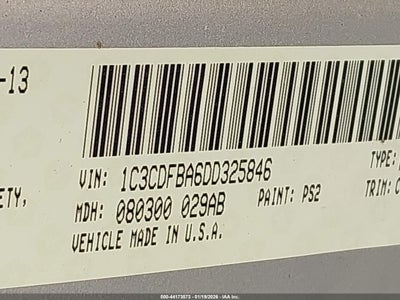 -13
VIN: 1C3CDFBA6DD325846
TYPE:
ETY,
MDH: 080300 029AB
PAINT: PS2
TRIM: C
VEHICLE MADE IN U.S.A.
000-44173573 - 01/19/2026 - IAA Inc.